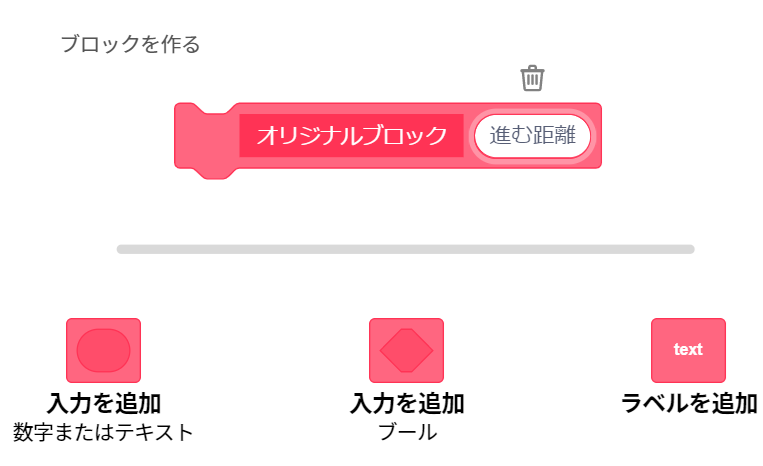 ブロックを作る
オリジナルブロック 進む距離
入力を追加 入力を追加 text ラベルを追加
数字またはテキスト ブール